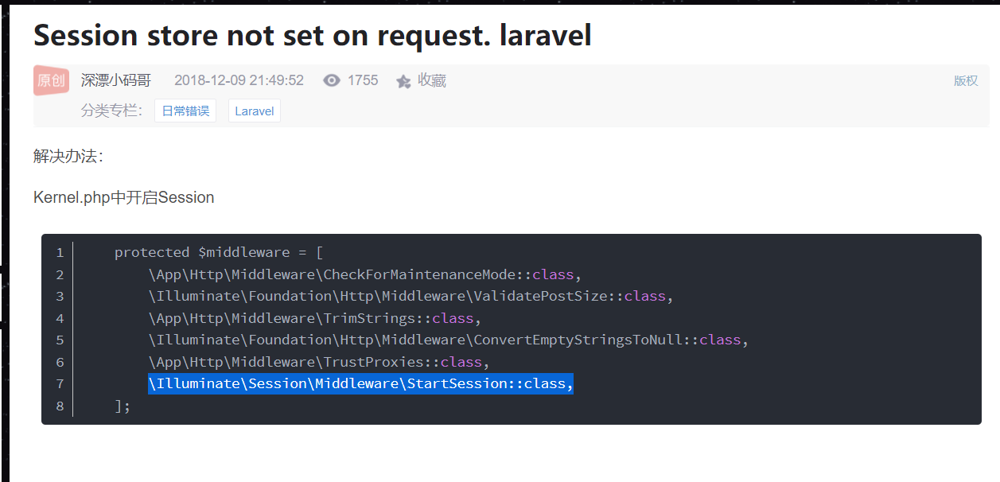 Session store not set on request. laravel
原创 深漂小码哥 2018-12-09 21:49:52 1755 收藏 版权
分类专栏： 日常错误 Laravel
解决办法：
Kernel.php中开启Session
1 protected $middleware = [
2 \App\Http\Middleware\CheckForMaintenanceMode::class,
3 \Illuminate\Foundation\Http\Middleware\ValidatePostSize::class,
4 \App\Http\Middleware\TrimStrings::class,
5 \Illuminate\Foundation\Http\Middleware\ConvertEmptyStringsToNull::class,
6 \App\Http\Middleware\TrustProxies::class,
7 \Illuminate\Session\Middleware\StartSession::class,
8 ];